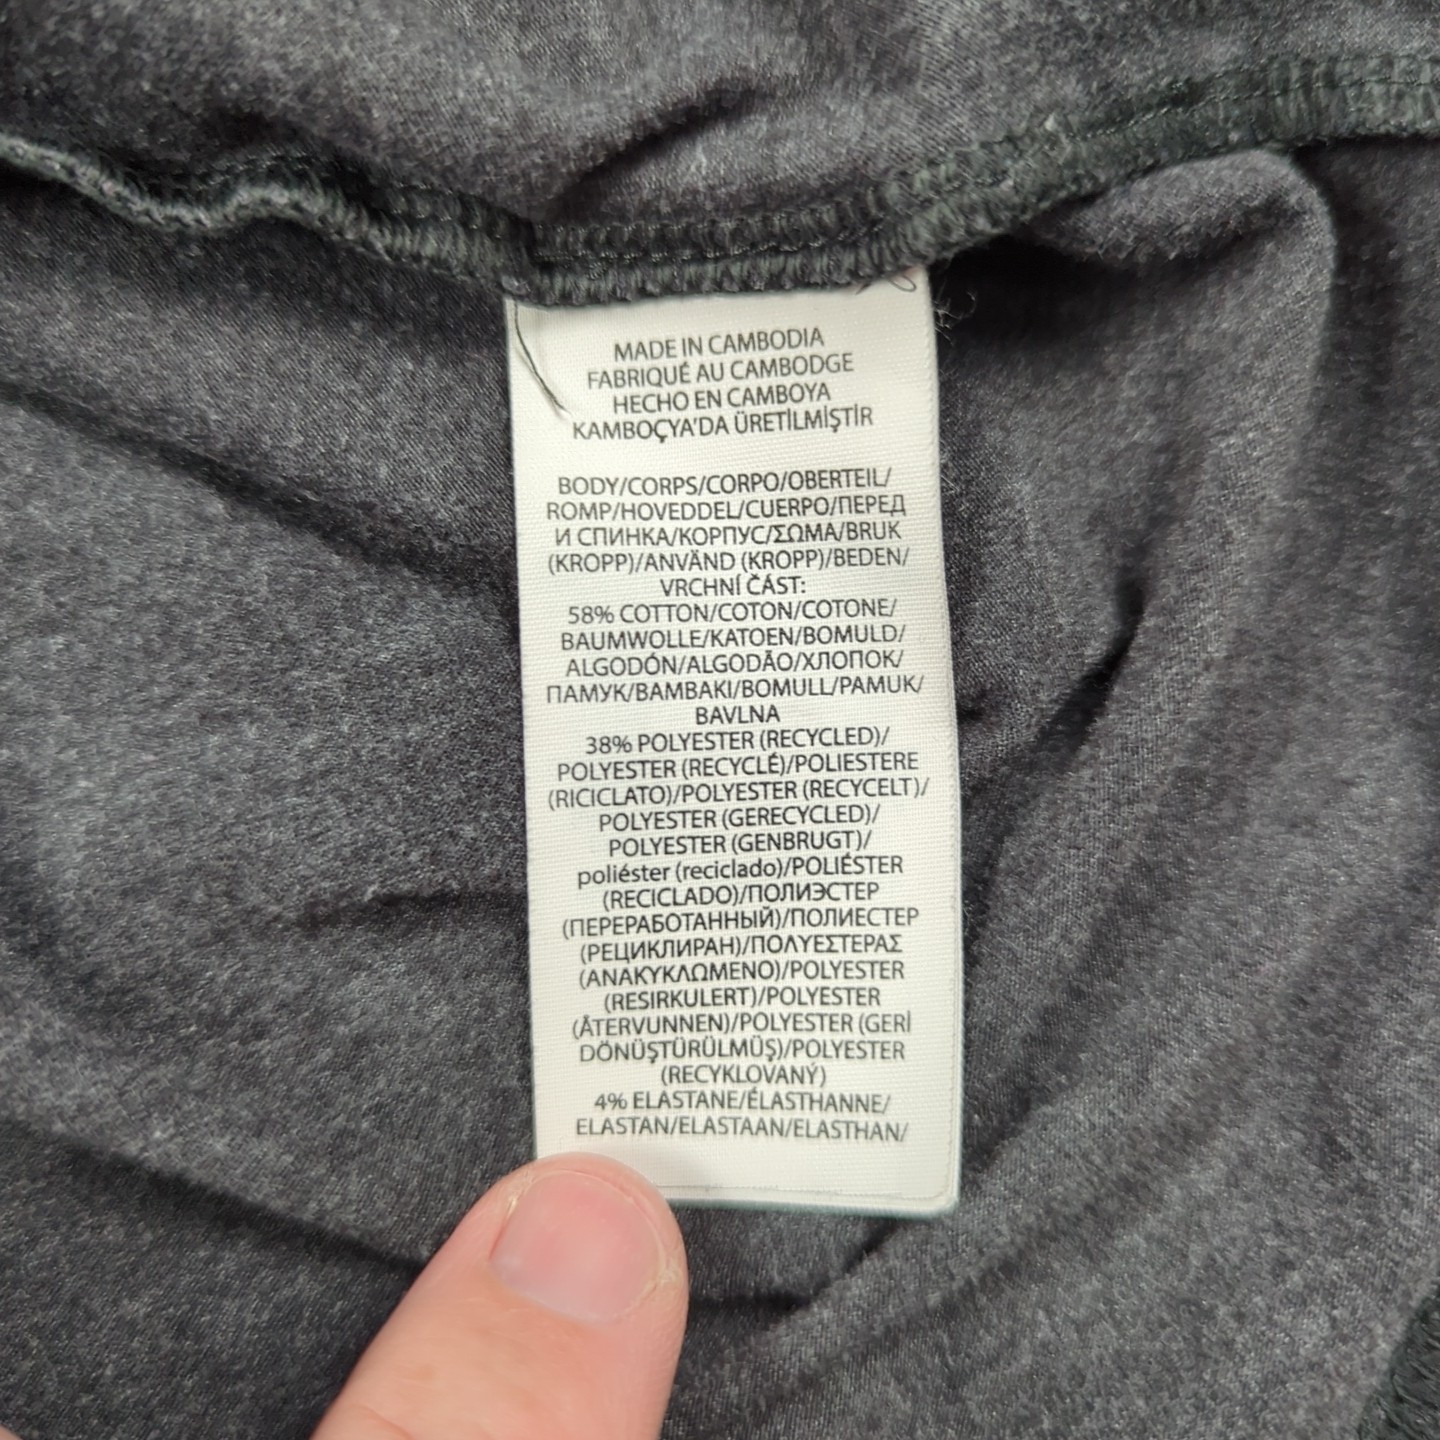 MADE IN CAMBODIA
FABRIQUÉ AU CAMBODGE
HECHO EN CAMBOYA
KAMBOÇYA'DA ÜRETİLMİŞTİR
BODY/CORPS/CORPO/OBERTEIL/
ROMP/HOVEDDEL/CUERPO/ПЕРЕД
И СПИНКА/КОРПУС/ΣΩΜΑ/BRUK
(KROPP)/ANVÄND (KROPP)/BEDEN/
VRCHNÍ ČÁST:
58% COTTON/COTON/COTONE/
BAUMWOLLE/KATOEN/BOMULD/
ALGODÓN/ALGODÃO/ХЛОПОК/
ПАМУК/ΒΑΜΒΑΚΙ/BOMULL/PAMUK/
BAVLNA
38% POLYESTER (RECYCLED)/
POLYESTER (RECYCLÉ)/POLIESTERE
(RICICLATO)/POLYESTER (RECYCELT)/
POLYESTER (GERECYCLED)/
POLYESTER (GENBRUGT)/
poliéster (reciclado)/POLIÉSTER
(RECICLADO)/ПОЛИЭСТЕР
(ПЕРЕРАБОТАННЫЙ)/ПОЛИЕСТЕР
(РЕЦИКЛИРАН)/ΠΟΛΥΕΣΤΕΡΑΣ
(ΑΝΑΚΥΚΛΩΜΕΝΟ)/POLYESTER
(RESIRKULERT)/POLYESTER
(ÅTERVUNNEN)/POLYESTER (GERİ
DÖNÜŞTÜRÜLMÜŞ)/POLYESTER
(RECYKLOVANÝ)
4% ELASTANE/ÉLASTHANNE/
ELASTAN/ELASTAAN/ELASTHAN/